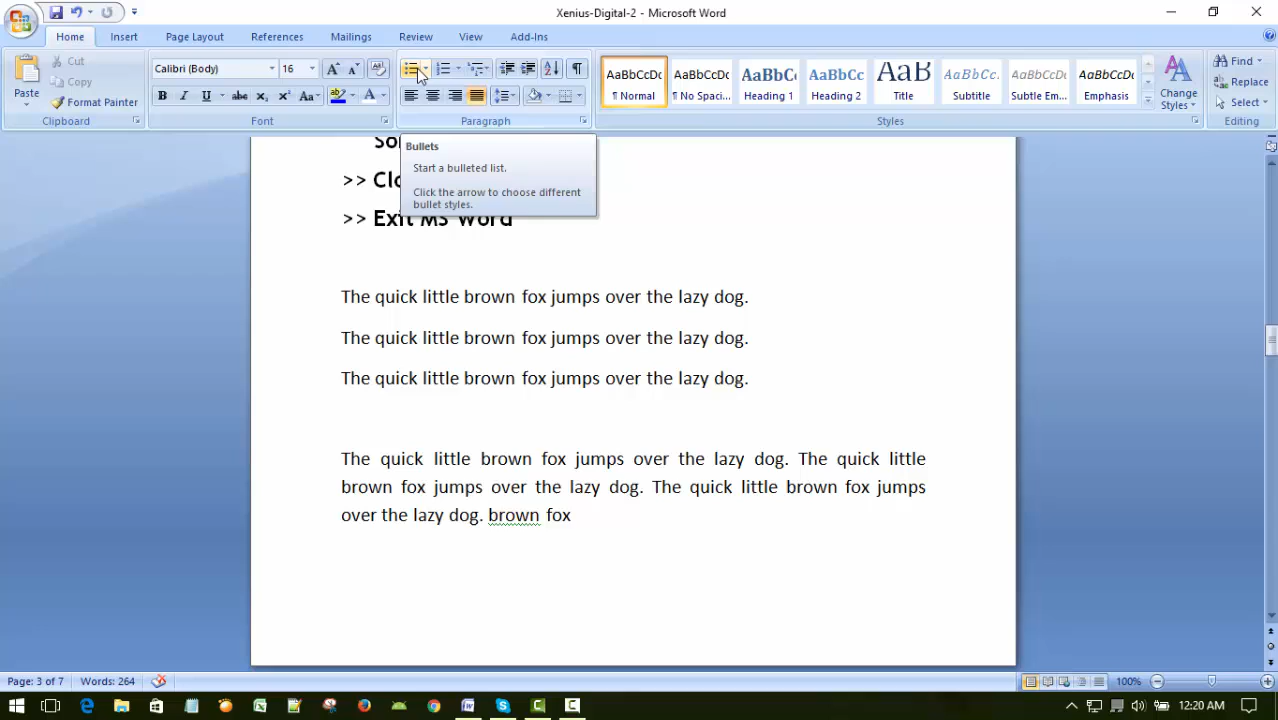 Xenius-Digital-2 - Microsoft Word
Home Insert Page Layout References Mailings Review View Add-Ins
Paste
Cut
Copy
Format Painter
Clipboard
Calibri (Body) 16
Font
Paragraph
AaBbCcDc AaBbCcDc AaBbCc AaBbCc AaB AaBbCc. AaBbCcDc AaBbCcDc
¶ Normal ¶ No Spaci... Heading 1 Heading 2 Title Subtitle Subtle Em... Emphasis
Change Styles
Styles
Find
Replace
Select
Editing
Bullets
Start a bulleted list.
Click the arrow to choose different
bullet styles.
>> Exit MS Word
The quick little brown fox jumps over the lazy dog.
The quick little brown fox jumps over the lazy dog.
The quick little brown fox jumps over the lazy dog.
The quick little brown fox jumps over the lazy dog. The quick little
brown fox jumps over the lazy dog. The quick little brown fox jumps
over the lazy dog. brown fox
Page: 3 of 7 Words: 264
100%
12:20 AM